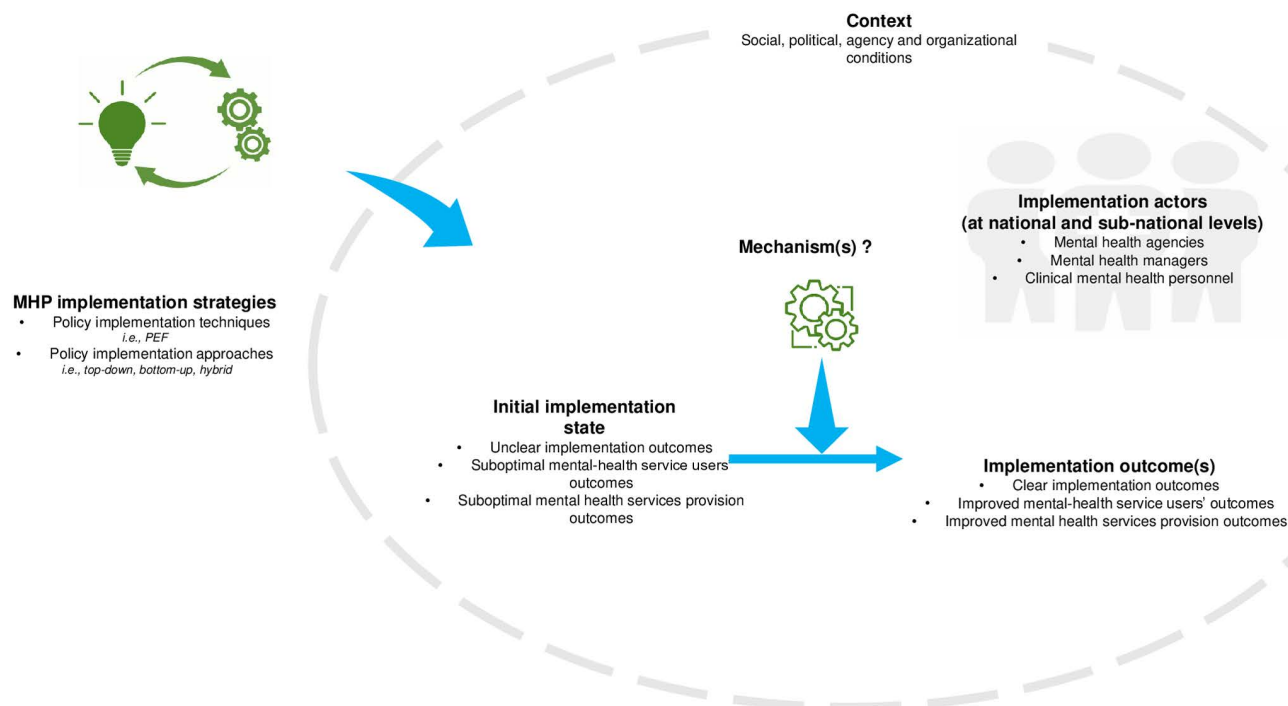 Context
Social, political, agency and organizational
conditions
Implementation actors
(at national and sub-national levels)
• Mental health agencies
• Mental health managers
• Clinical mental health personnel
Mechanism(s) ?
MHP implementation strategies
• Policy implementation techniques
i.e., PEF
• Policy implementation approaches
i.e., top-down, bottom-up, hybrid
Initial implementation
state
• Unclear implementation outcomes
• Suboptimal mental-health service users'
outcomes
• Suboptimal mental health services provision
outcomes
Implementation outcome(s)
• Clear implementation outcomes
• Improved mental-health service users' outcomes
• Improved mental health services provision outcomes